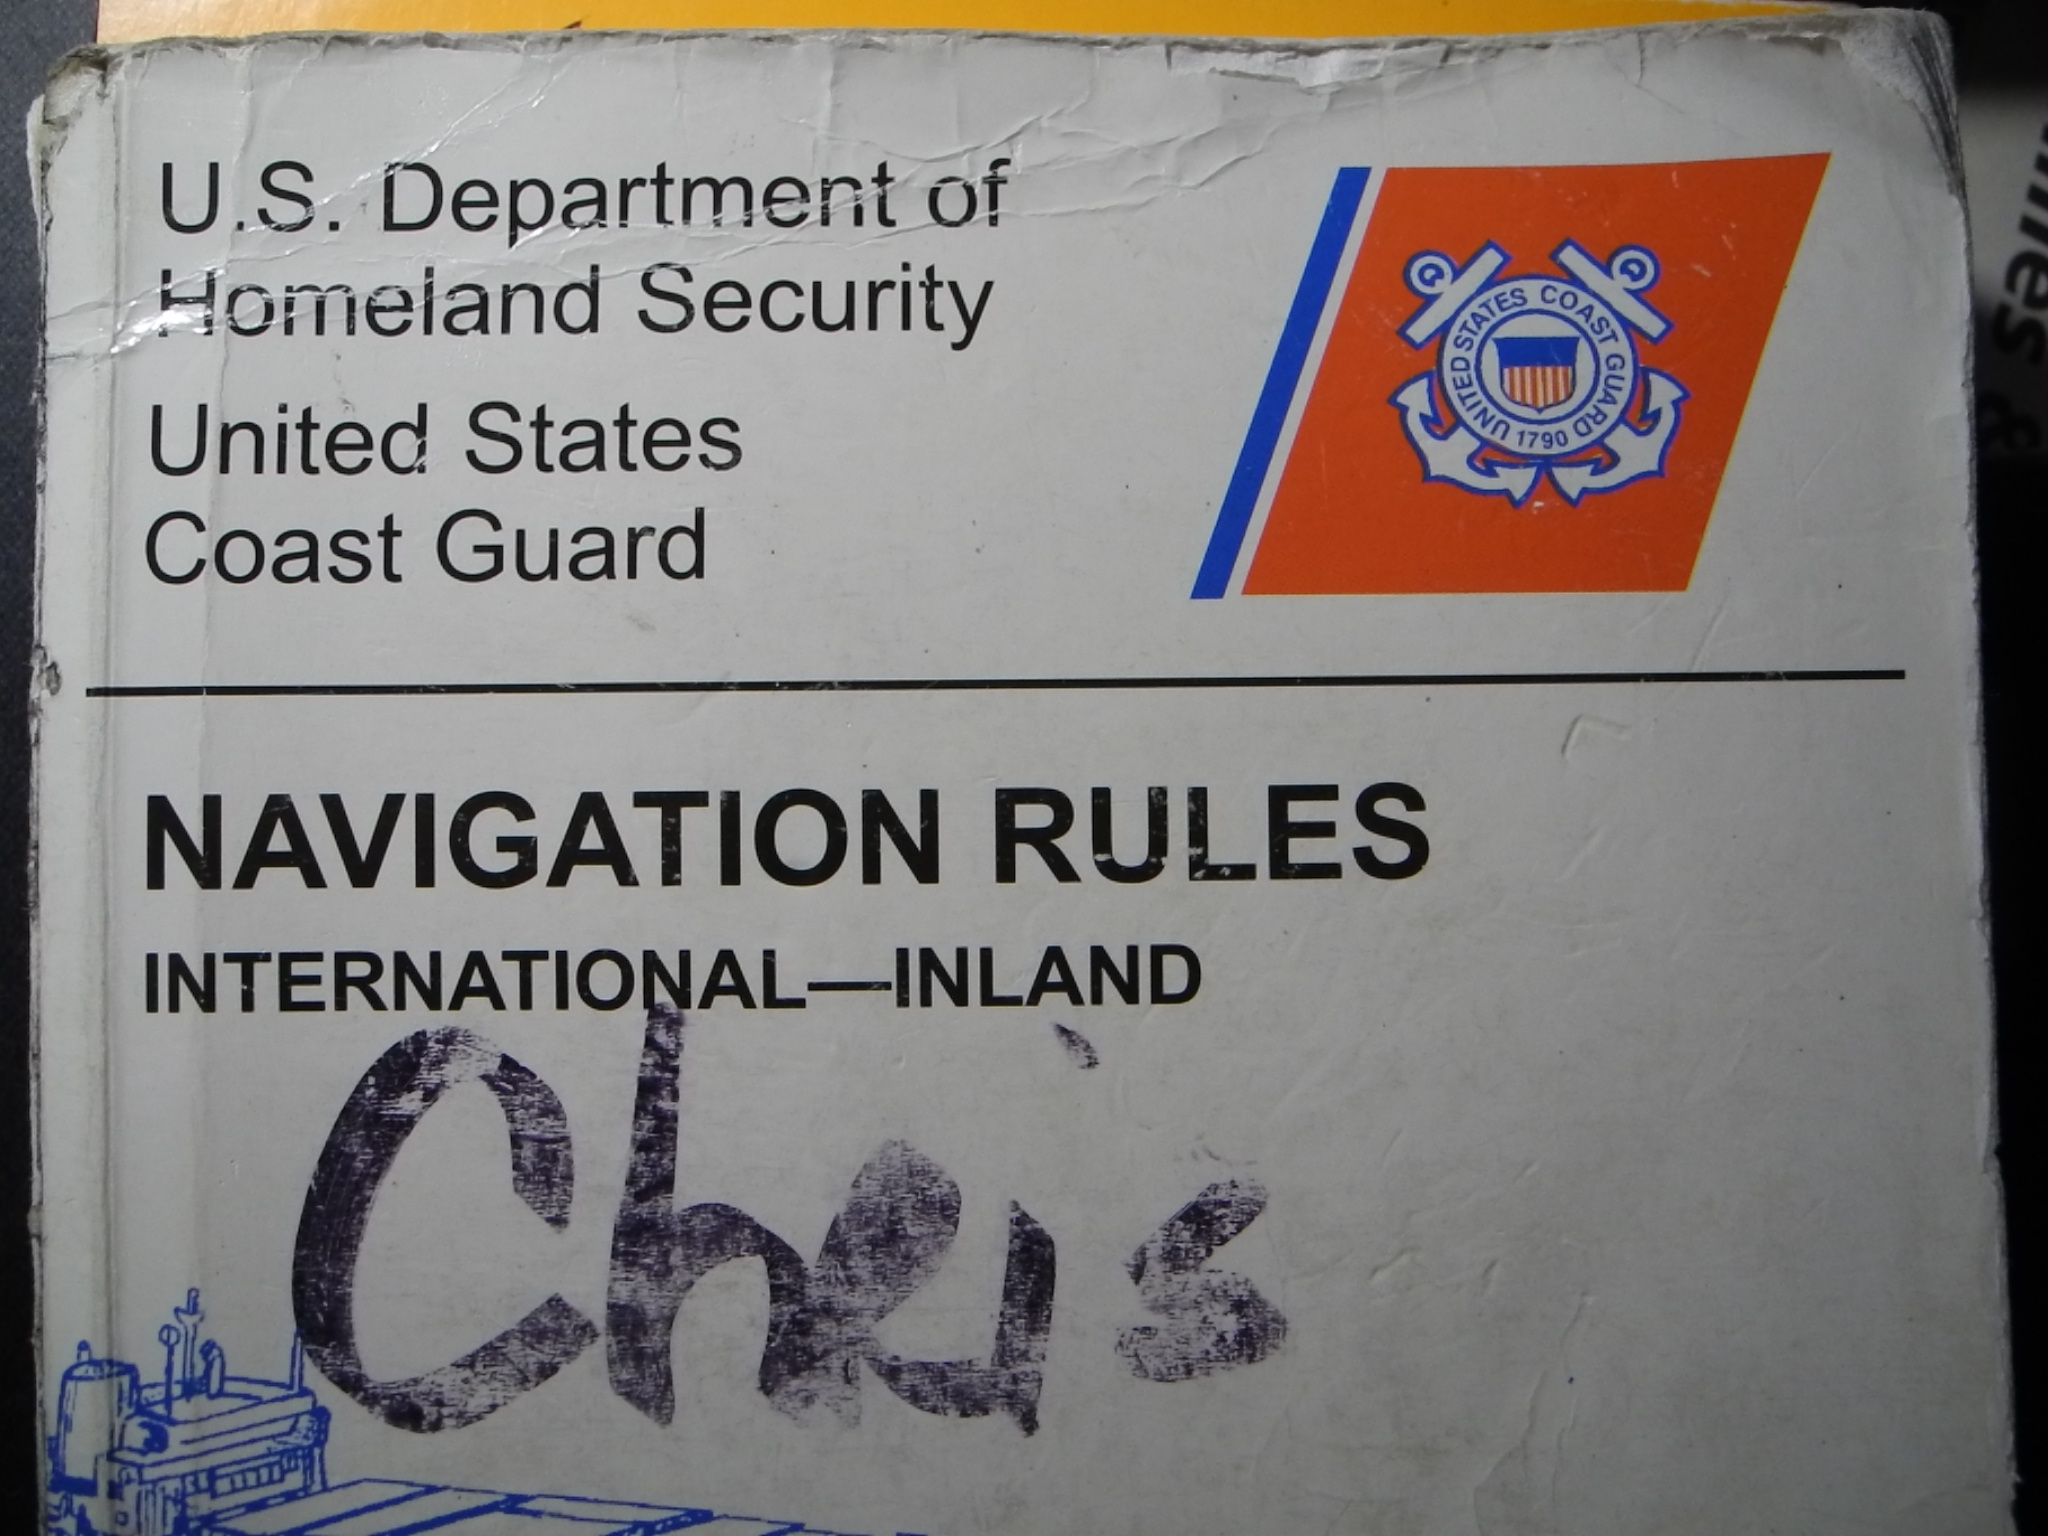 U.S. Department of
Homeland Security
United States
Coast Guard
UNITED STATES COAST GUARD
1790
NAVIGATION RULES
INTERNATIONAL—INLAND
Chris